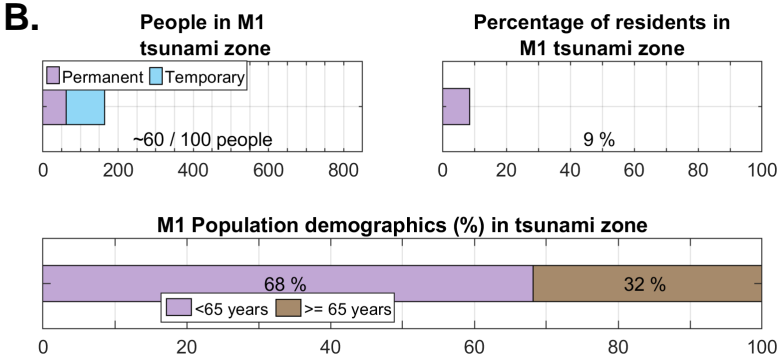 B.
People in M1
tsunami zone
Permanent Temporary
~60 / 100 people
0 200 400 600 800
Percentage of residents in
M1 tsunami zone
9 %
0 20 40 60 80 100
M1 Population demographics (%) in tsunami zone
68 % 32 %
<65 years >= 65 years
0 20 40 60 80 100